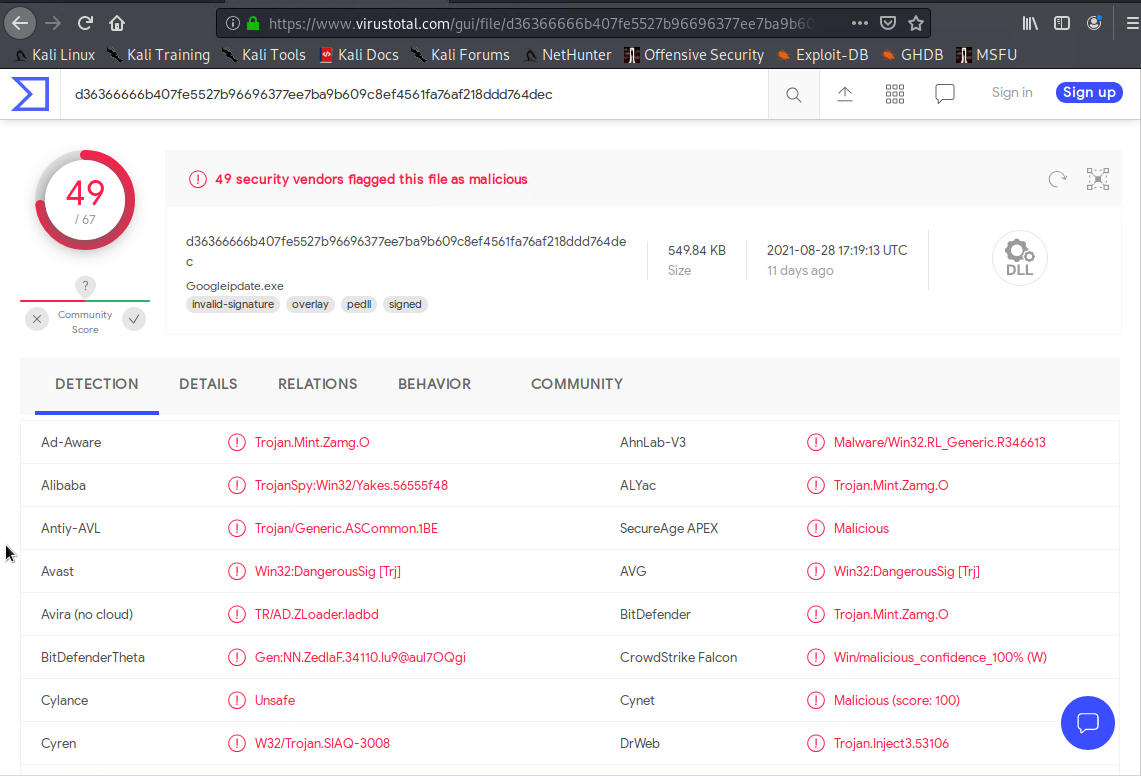 https://www.virustotal.com/gui/file/d36366666b407fe5527b96696377ee7ba9b60
Kali Linux Kali Training Kali Tools Kali Docs Kali Forums NetHunter Offensive Security Exploit-DB GHDB MSFU
d36366666b407fe5527b96696377ee7ba9b609c8ef4561fa76af218ddd764dec
Sign in Sign up
49
/ 67
49 security vendors flagged this file as malicious
d36366666b407fe5527b96696377ee7ba9b609c8ef4561fa76af218ddd764de
c
Googleipdate.exe
invalid-signature overlay pedll signed
549.84 KB
Size
2021-08-28 17:19:13 UTC
11 days ago
DLL
?
Community
Score
DETECTION DETAILS RELATIONS BEHAVIOR COMMUNITY
Ad-Aware Trojan.Mint.Zamg.O AhnLab-V3 Malware/Win32.RL_Generic.R346613
Alibaba TrojanSpy:Win32/Yakes.56555f48 ALYac Trojan.Mint.Zamg.O
Antiy-AVL Trojan/Generic.ASCommon.1BE SecureAge APEX Malicious
Avast Win32:DangerousSig [Trj] AVG Win32:DangerousSig [Trj]
Avira (no cloud) TR/AD.ZLoader.ladbd BitDefender Trojan.Mint.Zamg.O
BitDefenderTheta Gen:NN.ZedlaF.34110.Iu9@aul7OQgi CrowdStrike Falcon Win/malicious_confidence_100% (W)
Cylance Unsafe Cynet Malicious (score: 100)
Cyren W32/Trojan.SIAQ-3008 DrWeb Trojan.Inject3.53106